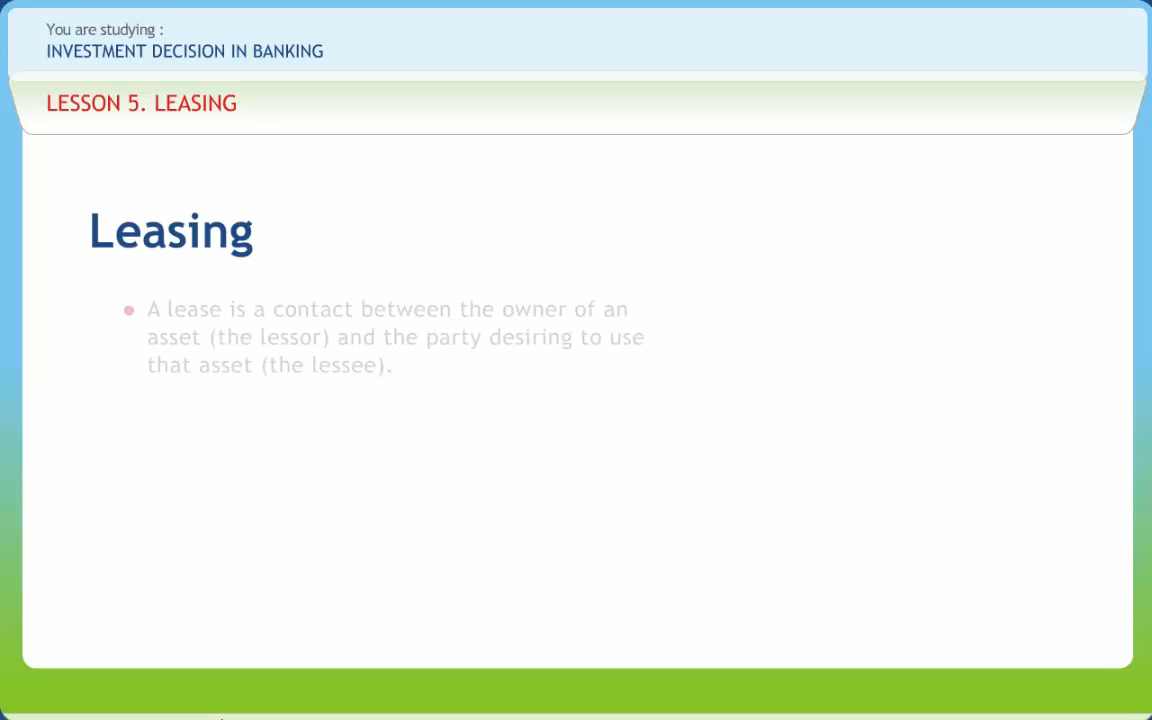 You are studying :
INVESTMENT DECISION IN BANKING
LESSON 5. LEASING
Leasing
• A lease is a contact between the owner of an
asset (the lessor) and the party desiring to use
that asset (the lessee).